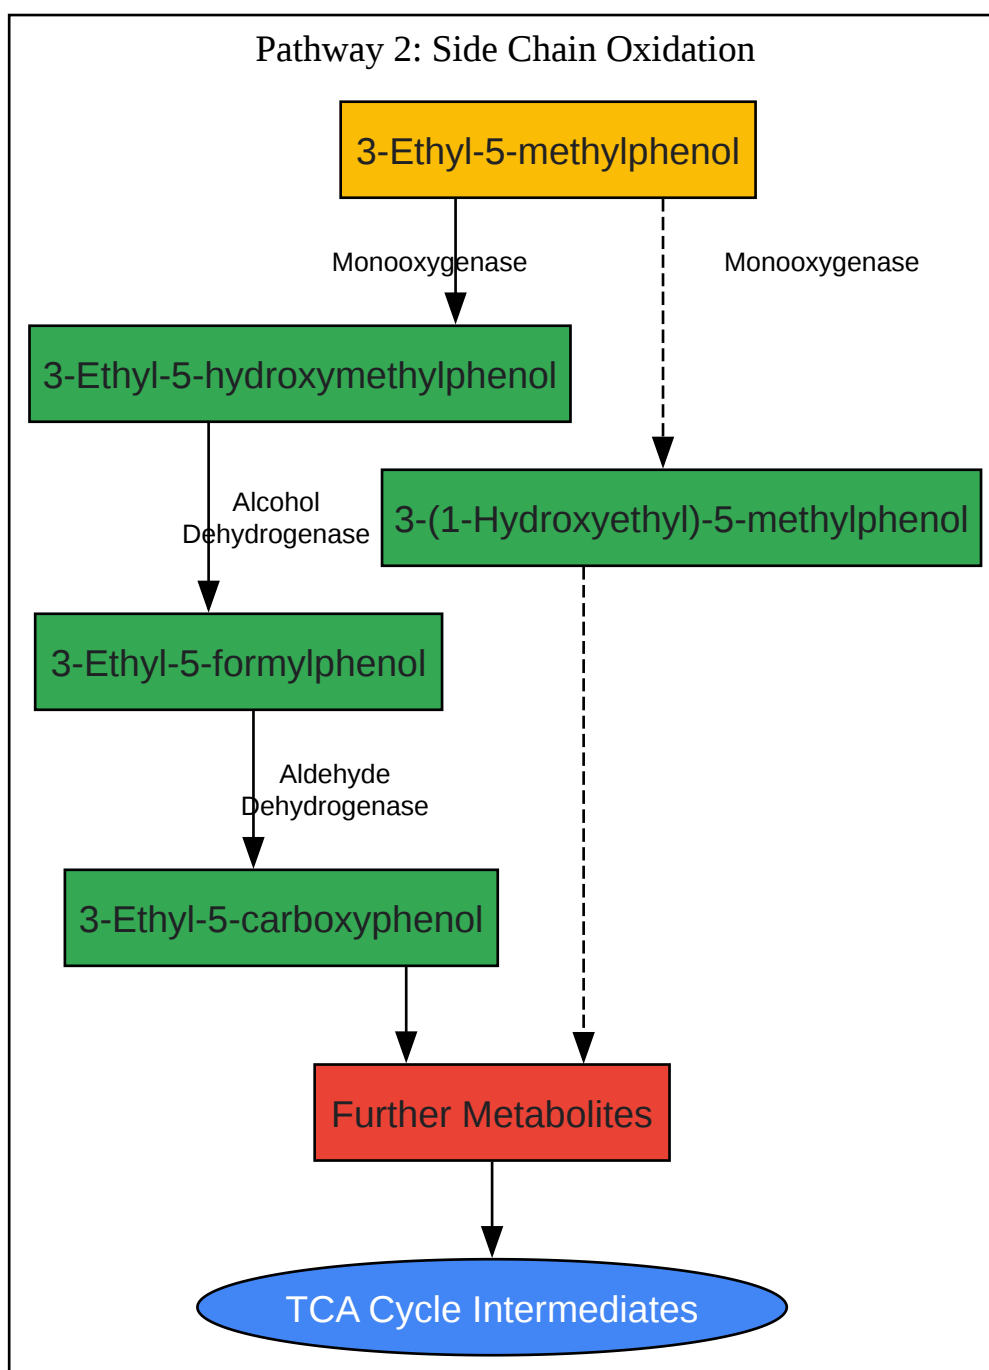 Pathway 2: Side Chain Oxidation
3-Ethyl-5-methylphenol
Monooxygenase
Monooxygenase
3-Ethyl-5-hydroxymethylphenol
Alcohol
Dehydrogenase
3-(1-Hydroxyethyl)-5-methylphenol
3-Ethyl-5-formylphenol
Aldehyde
Dehydrogenase
3-Ethyl-5-carboxyphenol
Further Metabolites
TCA Cycle Intermediates